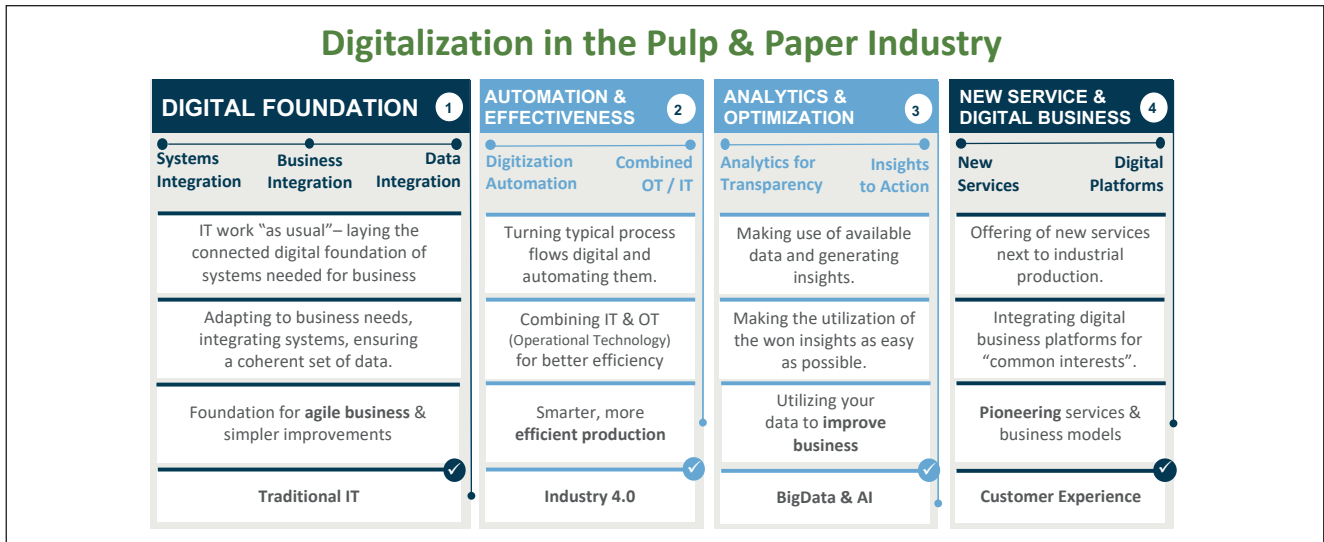 Digitalization in the Pulp & Paper Industry
DIGITAL FOUNDATION
1
Systems
Integration
Business
Integration
Data
Integration
IT work "as usual"– laying the
connected digital foundation of
systems needed for business
Adapting to business needs,
integrating systems, ensuring
a coherent set of data.
Foundation for agile business &
simpler improvements
Traditional IT
AUTOMATION &
EFFECTIVENESS
2
Digitization
Automation
Combined
OT / IT
Turning typical process
flows digital and
automating them.
Combining IT & OT
(Operational Technology)
for better efficiency
Smarter, more
efficient production
Industry 4.0
ANALYTICS &
OPTIMIZATION
3
Analytics for
Transparency
Insights
to Action
Making use of available
data and generating
insights.
Making the utilization of
the won insights as easy
as possible.
Utilizing your
data to improve
business
BigData & AI
NEW SERVICE &
DIGITAL BUSINESS
4
New
Services
Digital
Platforms
Offering of new services
next to industrial
production.
Integrating digital
business platforms for
“common interests”.
Pioneering services &
business models
Customer Experience